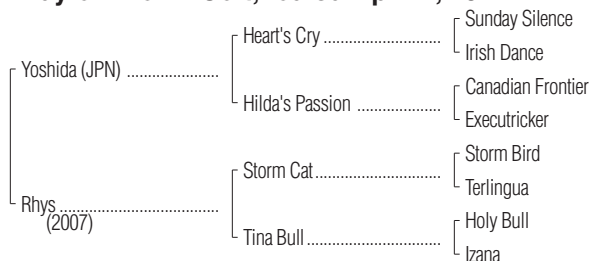 Sunday Silence
Heart's Cry ......................
Irish Dance
Yoshida (JPN) .......................
Canadian Frontier
Hilda's Passion .....................
Executricker
Storm Bird
Storm Cat...............................
Terlingua
Rhys ........................................
(2007)
Holy Bull
Tina Bull .................................
Izana